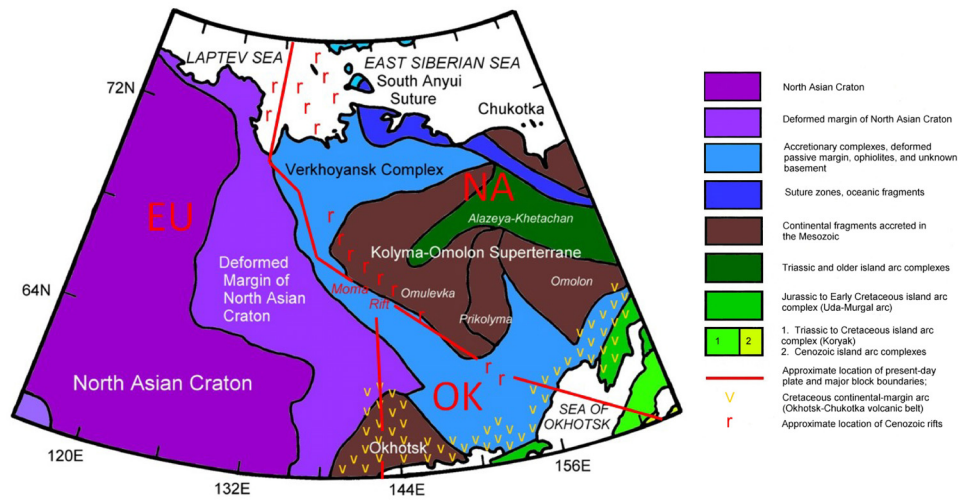 LAPTEV SEA
EAST SIBERIAN SEA
South Anyui
Suture
72N
Chukotka
Verkhoyansk Complex
NA
EU
Alazeya-Khetachan
Kolyma-Omolon Superterrane
Deformed
Margin of
North Asian
Craton
64N
Moma
Rift
Omulevka
Omolon
Prikolyma
North Asian Craton
OK
SEA OF
OKHOTSK
Okhotsk
120E
132E
144E
156E
North Asian Craton
Deformed margin of North Asian Craton
Accretionary complexes, deformed
passive margin, ophiolites, and unknown
basement
Suture zones, oceanic fragments
Continental fragments accreted in
the Mesozoic
Triassic and older island arc complexes
Jurassic to Early Cretaceous island arc
complex (Uda-Murgal arc)
1 2
1. Triassic to Cretaceous island arc
complex (Koryak)
2. Cenozoic island arc complexes
Approximate location of present-day
plate and major block boundaries;
V
Cretaceous continental-margin arc
(Okhotsk-Chukotka volcanic belt)
r
Approximate location of Cenozoic rifts